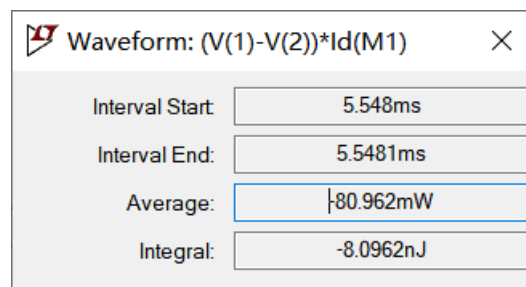 Waveform: (V(1)-V(2))*Id(M1)
Interval Start: 5.548ms
Interval End: 5.5481ms
Average: -80.962mW
Integral: -8.0962nJ